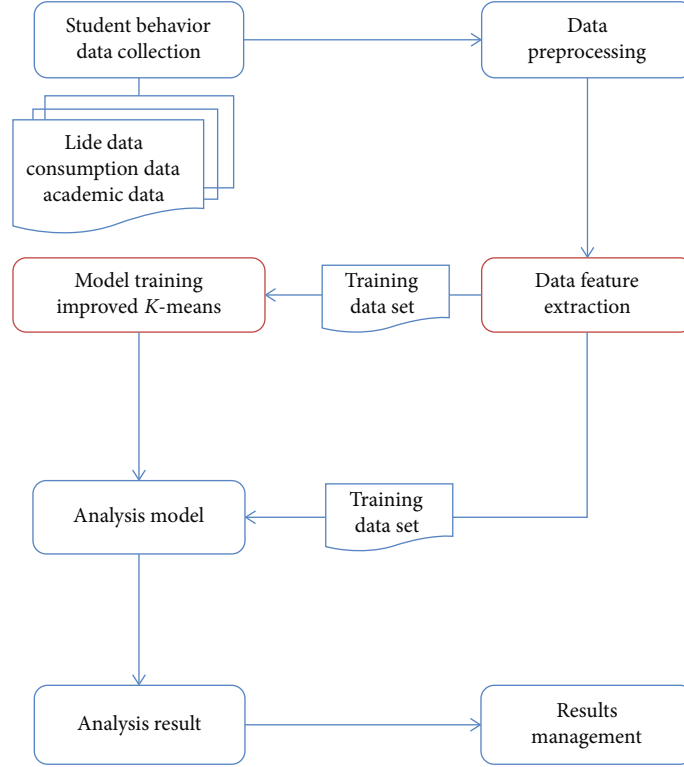 Student behavior
data collection
Data
preprocessing
Lide data
consumption data
academic data
Model training
improved K-means
Training
data set
Data feature
extraction
Analysis model
Training
data set
Analysis result
Results
management